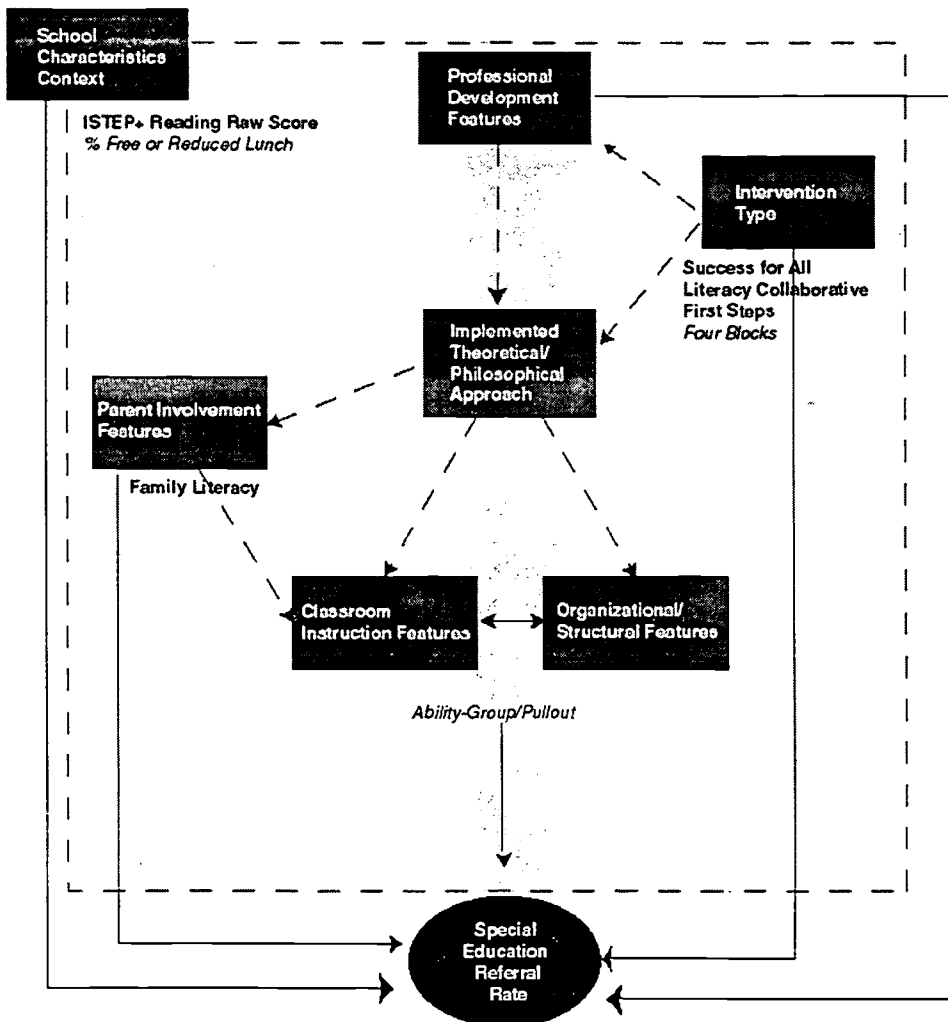 School
Characteristics
Context
ISTEP+ Reading Raw Score
% Free or Reduced Lunch
Professional
Development
Features
Intervention
Type
Success for All
Literacy Collaborative
First Steps
Four Blocks
Implemented
Theoretical/
Philosophical
Approach
Parent Involvement
Features
Family Literacy
Classroom
Instruction Features
Organizational/
Structural Features
Ability-Group/Pullout
Special
Education
Referral
Rate